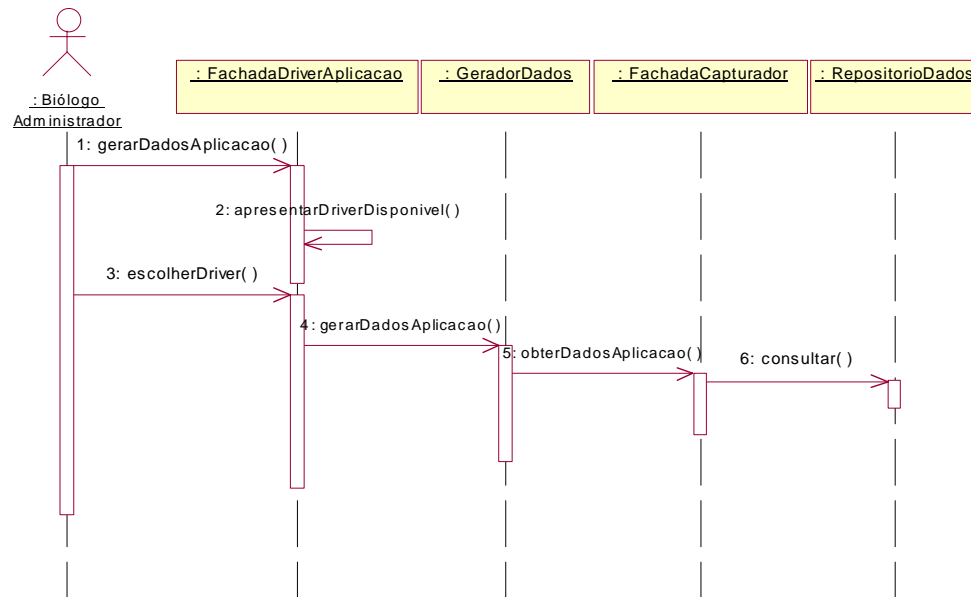 : FachadaDriverAplicacao
: GeradorDados
: FachadaCapturador
: RepositorioDados
: Biólogo
Administrador
1: gerarDadosAplicacao( )
2: apresentarDriverDisponivel( )
3: escolherDriver( )
4: gerarDadosAplicacao( )
5: obterDadosAplicacao( )
6: consultar( )